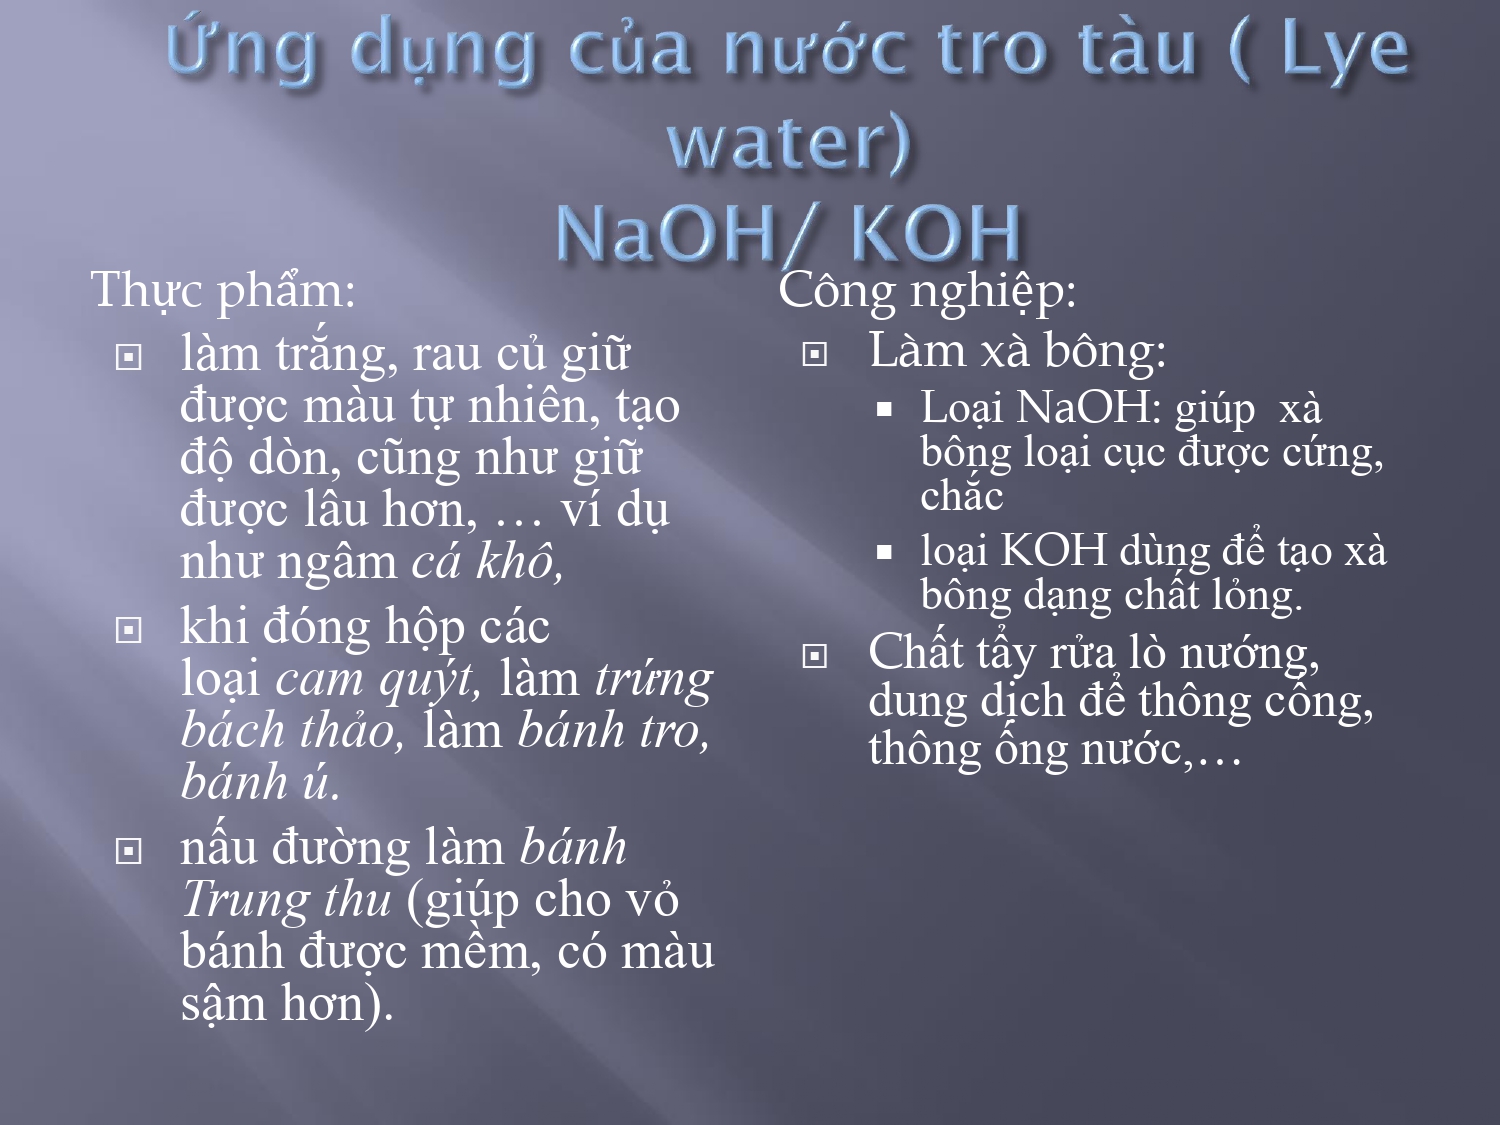 Ứng dụng của nước tro tàu ( Lye
water)
NaOH/ KOH
Thực phẩm:
làm trắng, rau củ giữ
được màu tự nhiên, tạo
độ dòn, cũng như giữ
được lâu hơn, … ví dụ
như ngâm cá khô,
khi đóng hộp các
loại cam quýt, làm trứng
bách thảo, làm bánh tro,
bánh ú.
nấu đường làm bánh
Trung thu (giúp cho vỏ
bánh được mềm, có màu
sậm hơn).
Công nghiệp:
Làm xà bông:
Loại NaOH: giúp  xà
bông loại cục được cứng,
chắc
loại KOH dùng để tạo xà
bông dạng chất lỏng.
Chất tẩy rửa lò nướng,
dung dịch để thông cống,
thông ống nước,…